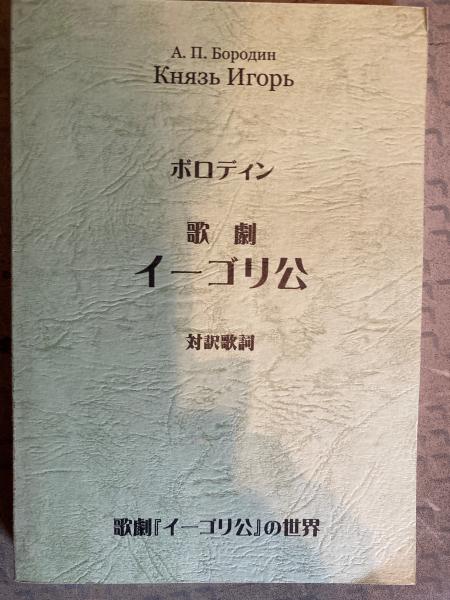 А. П. Бородин
Князь Игорь
ボロディン
歌劇
イーゴリ公
対訳歌詞
歌劇『イーゴリ公』の世界